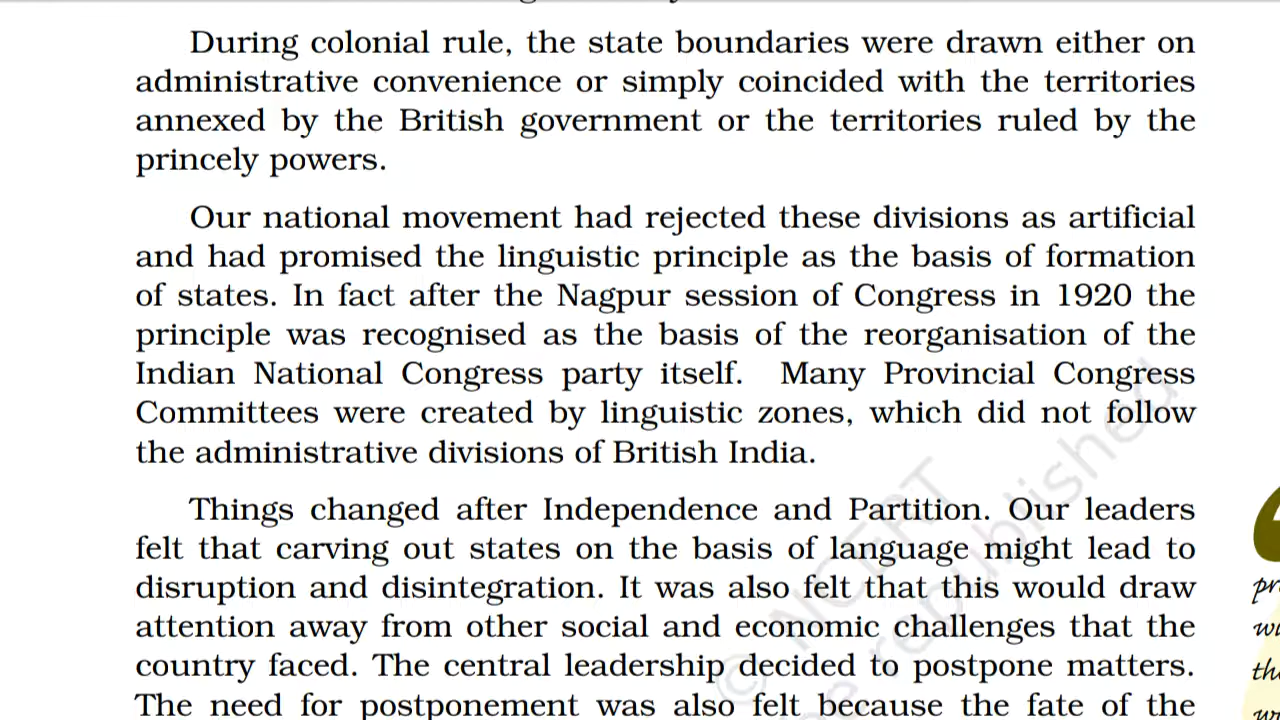 During colonial rule, the state boundaries were drawn either on
administrative convenience or simply coincided with the territories
annexed by the British government or the territories ruled by the
princely powers.
Our national movement had rejected these divisions as artificial
and had promised the linguistic principle as the basis of formation
of states. In fact after the Nagpur session of Congress in 1920 the
principle was recognised as the basis of the reorganisation of the
Indian National Congress party itself. Many Provincial Congress
Committees were created by linguistic zones, which did not follow
the administrative divisions of British India.
Things changed after Independence and Partition. Our leaders
felt that carving out states on the basis of language might lead to
disruption and disintegration. It was also felt that this would draw
attention away from other social and economic challenges that the
country faced. The central leadership decided to postpone matters.
The need for postponement was also felt because the fate of the
© NCERT
republished